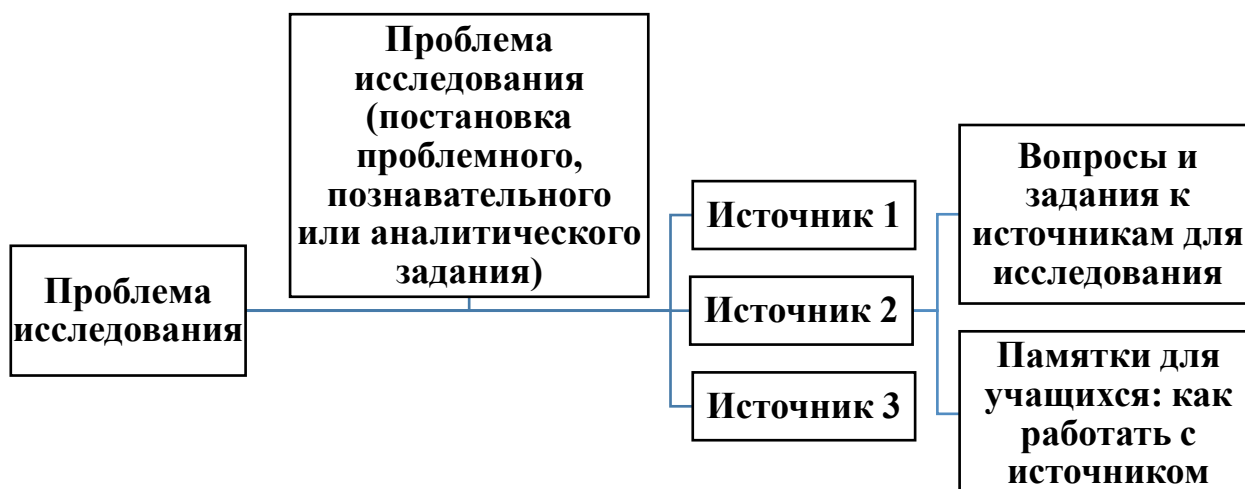 Проблема
исследования
Проблема
исследования
(постановка
проблемного,
познавательного
или аналитического
задания)
Источник 1
Источник 2
Источник 3
Вопросы и
задания к
источникам для
исследования
Памятки для
учащихся: как
работать с
источником